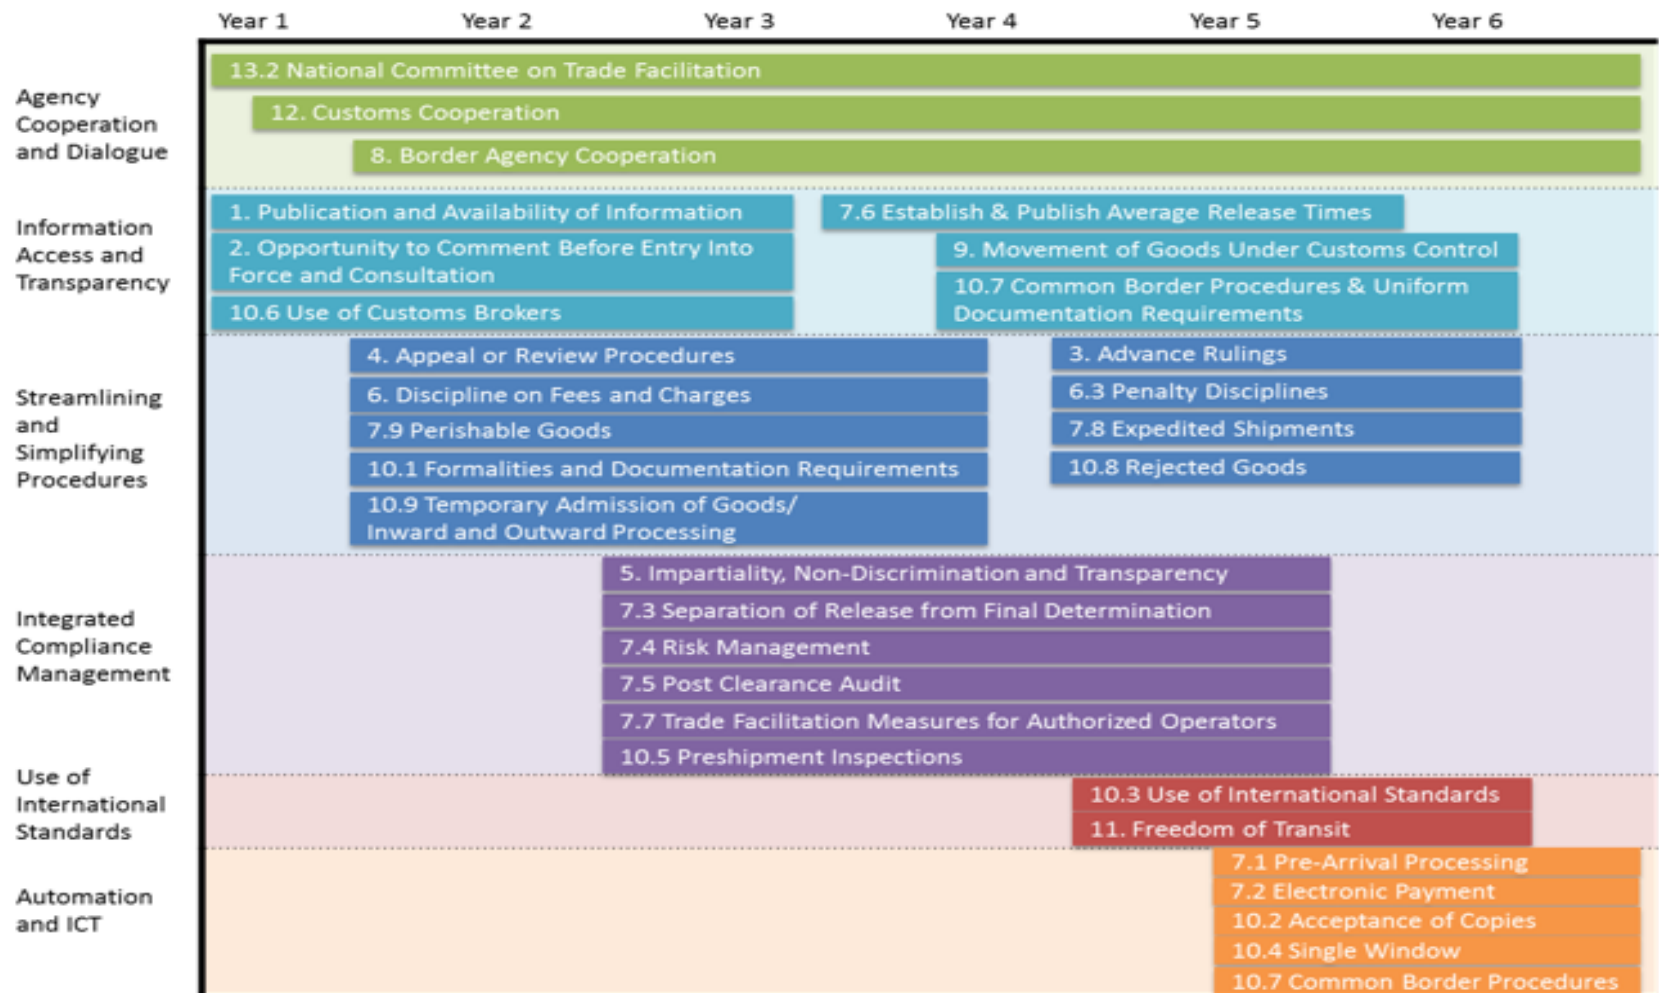 Year 1 Year 2 Year 3 Year 4 Year 5 Year 6
Agency
Cooperation
and Dialogue
13.2 National Committee on Trade Facilitation
12. Customs Cooperation
8. Border Agency Cooperation
Information
Access and
Transparency
1. Publication and Availability of Information
2. Opportunity to Comment Before Entry Into
Force and Consultation
10.6 Use of Customs Brokers
7.6 Establish & Publish Average Release Times
9. Movement of Goods Under Customs Control
10.7 Common Border Procedures & Uniform
Documentation Requirements
Streamlining
and
Simplifying
Procedures
4. Appeal or Review Procedures
6. Discipline on Fees and Charges
7.9 Perishable Goods
10.1 Formalities and Documentation Requirements
10.9 Temporary Admission of Goods/
Inward and Outward Processing
3. Advance Rulings
6.3 Penalty Disciplines
7.8 Expedited Shipments
10.8 Rejected Goods
Integrated
Compliance
Management
5. Impartiality, Non-Discrimination and Transparency
7.3 Separation of Release from Final Determination
7.4 Risk Management
7.5 Post Clearance Audit
7.7 Trade Facilitation Measures for Authorized Operators
10.5 Preshipment Inspections
Use of
International
Standards
10.3 Use of International Standards
11. Freedom of Transit
Automation
and ICT
7.1 Pre-Arrival Processing
7.2 Electronic Payment
10.2 Acceptance of Copies
10.4 Single Window
10.7 Common Border Procedures